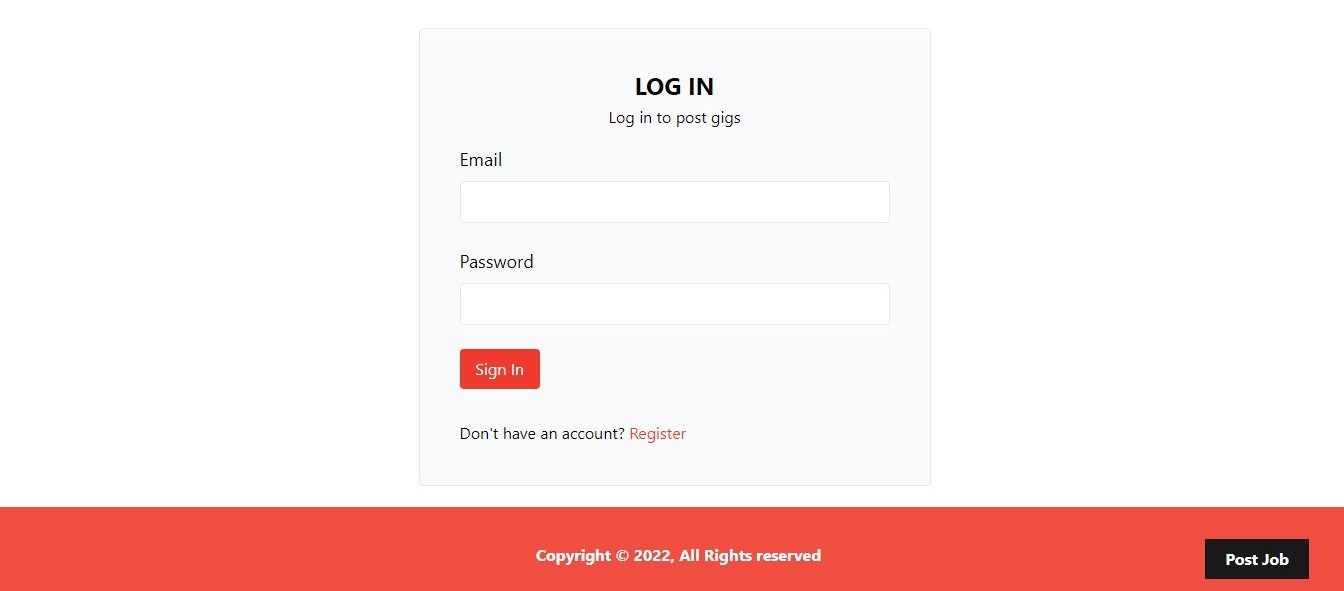 LOG IN
Log in to post gigs
Email
Password
Sign In
Don't have an account? Register
Copyright © 2022, All Rights reserved
Post Job